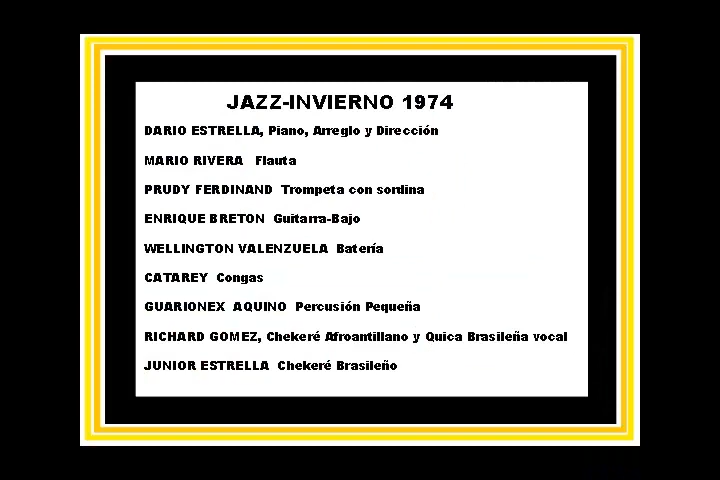 JAZZ-INVIERNO 1974
DARIO ESTRELLA, Piano, Arreglo y Dirección
MARIO RIVERA Flauta
PRUDY FERDINAND Trompeta con sordina
ENRIQUE BRETON Guitarra-Bajo
WELLINGTON VALENZUELA Batería
CATAREY Congas
GUARIONEX AQUINO Percusión Pequeña
RICHARD GOMEZ, Chekeré Afroantillano y Quica Brasileña vocal
JUNIOR ESTRELLA Chekeré Brasileño